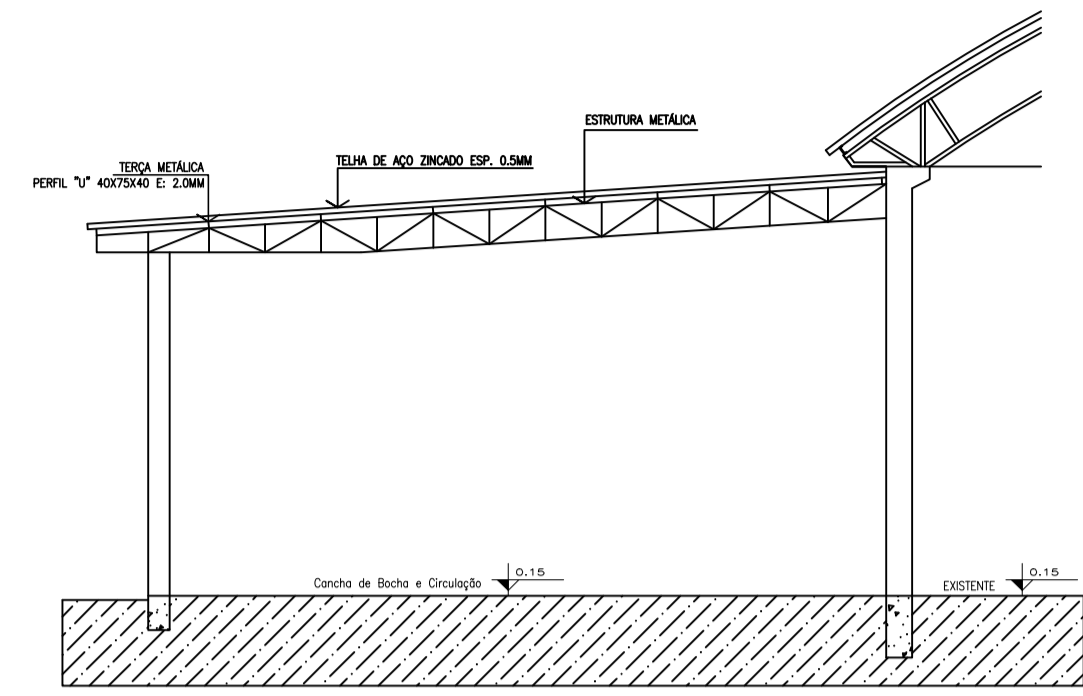 ESTRUTURA METÁLICA
TELHA DE AÇO ZINCADO ESP. 0.5MM
TERÇA METÁLICA
PERFIL "U" 40X75X40 E: 2.0MM
Cancha de Bocha e Circulação
0.15
EXISTENTE
0.15